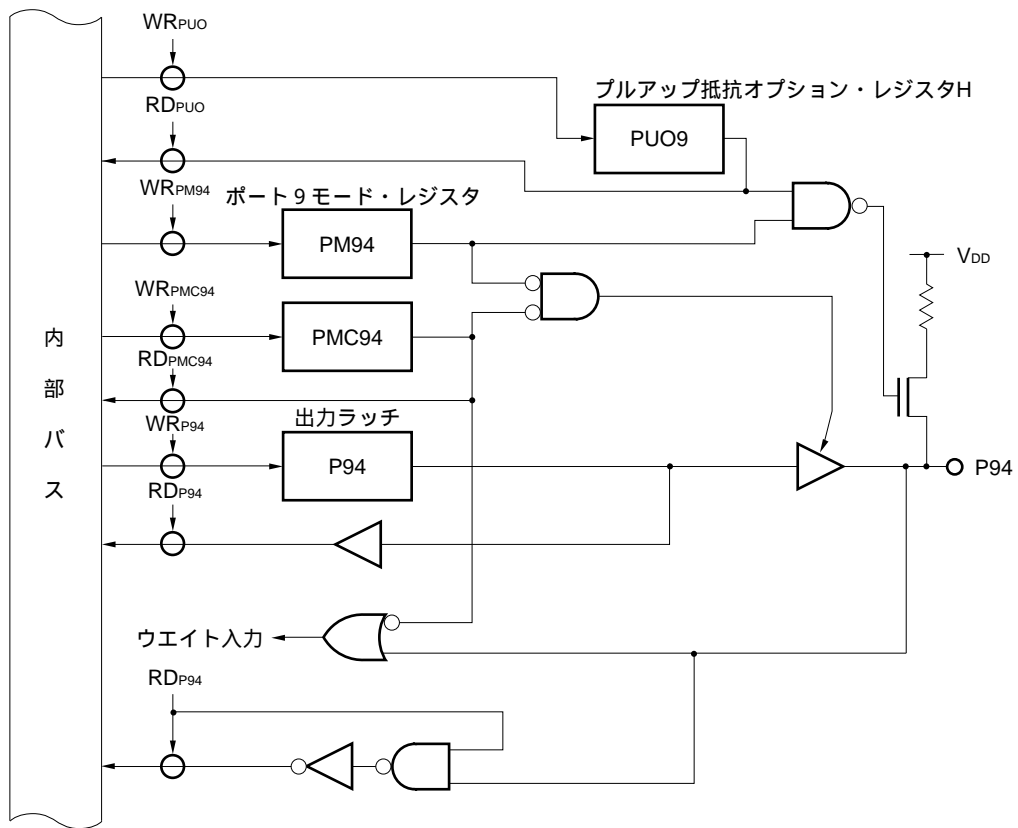 WRPUO
RDPUO
プルアップ抵抗オプション・レジスタH
PUO9
WRPM94
ポート9モード・レジスタ
PM94
VDD
WRPMC94
PMC94
RDPMC94
内部バス
WRP94
出力ラッチ
P94
P94
RDP94
ウエイト入力
RDP94